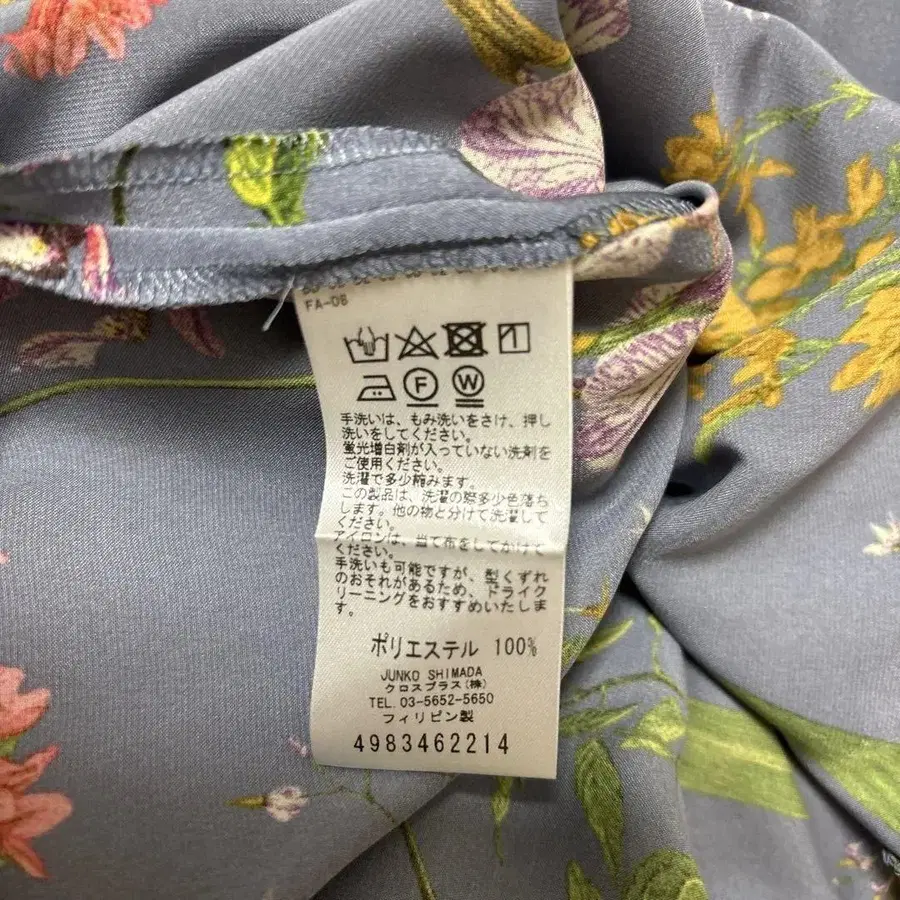 FA-08
手洗いは、もみ洗いをさけ、押し
洗いをしてください。
蛍光増白剤が入っていない洗剤を
ご使用ください。
洗濯で多少縮みます。
この製品は、洗濯の際多少色落ち
します。他の物と分けて洗濯して
ください。
アイロンは、当て布をしてかけて
ください。
手洗いも可能ですが、型くずれ
のおそれがあるため、ドライク
リーニングをおすすめいたしま
す。
ポリエステル 100%
JUNKO SHIMADA
クロスプラス(株)
TEL.03-5652-5650
フィリピン製
4983462214